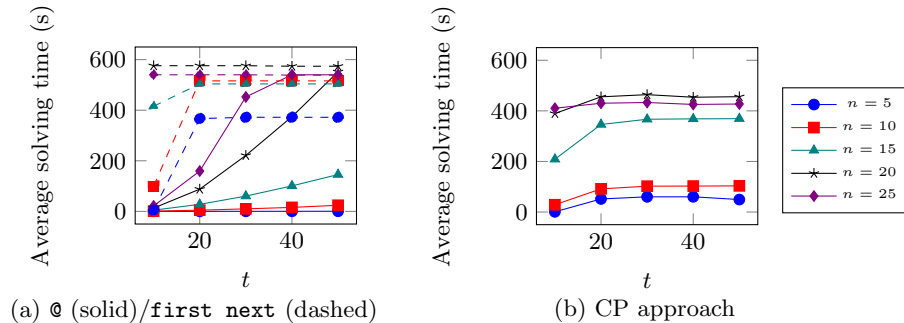 Average solving time (s)
600
400
200
0
20
40
t
(a) @ (solid)/first next (dashed)
Average solving time (s)
600
400
200
0
20
40
t
(b) CP approach
n = 5
n = 10
n = 15
n = 20
n = 25